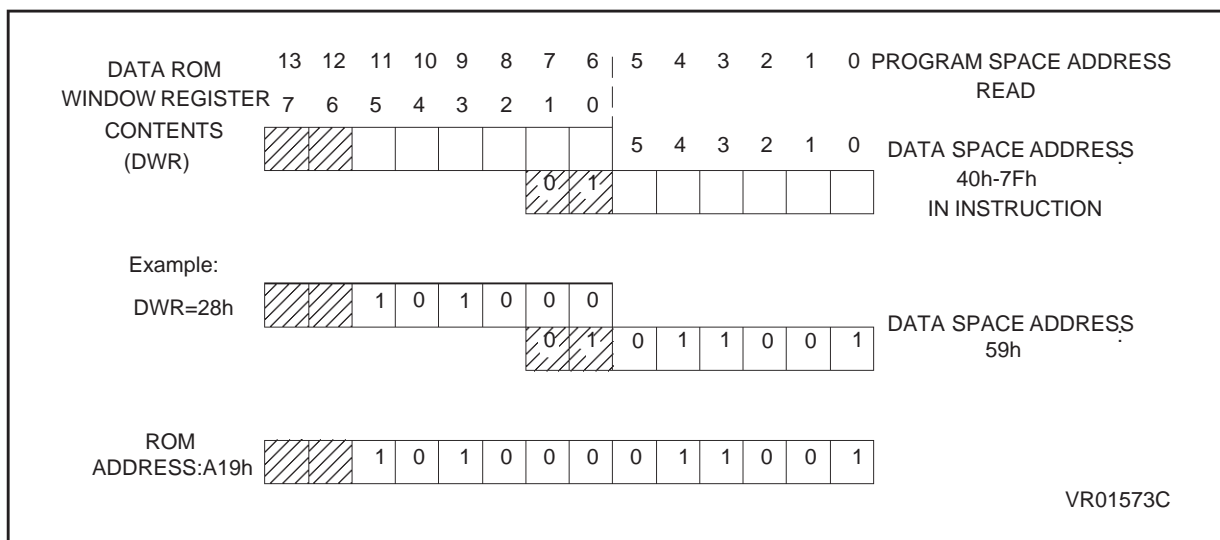 13 12 11 10 9 8 7 6 5 4 3 2 1 0 PROGRAM SPACE ADDRESS
DATA ROM READ
WINDOW REGISTER 7 6 5 4 3 2 1 0
CONTENTS
(DWR)
5 4 3 2 1 0 DATA SPACE ADDRESS :
0 1 40h-7Fh
IN INSTRUCTION
Example:
DWR=28h 1 0 1 0 0 0
0 1 0 1 1 0 0 1 DATA SPACE ADDRESS :
59h
ROM
ADDRESS:A19h 1 0 1 0 0 0 0 1 1 0 0 1
VR01573C